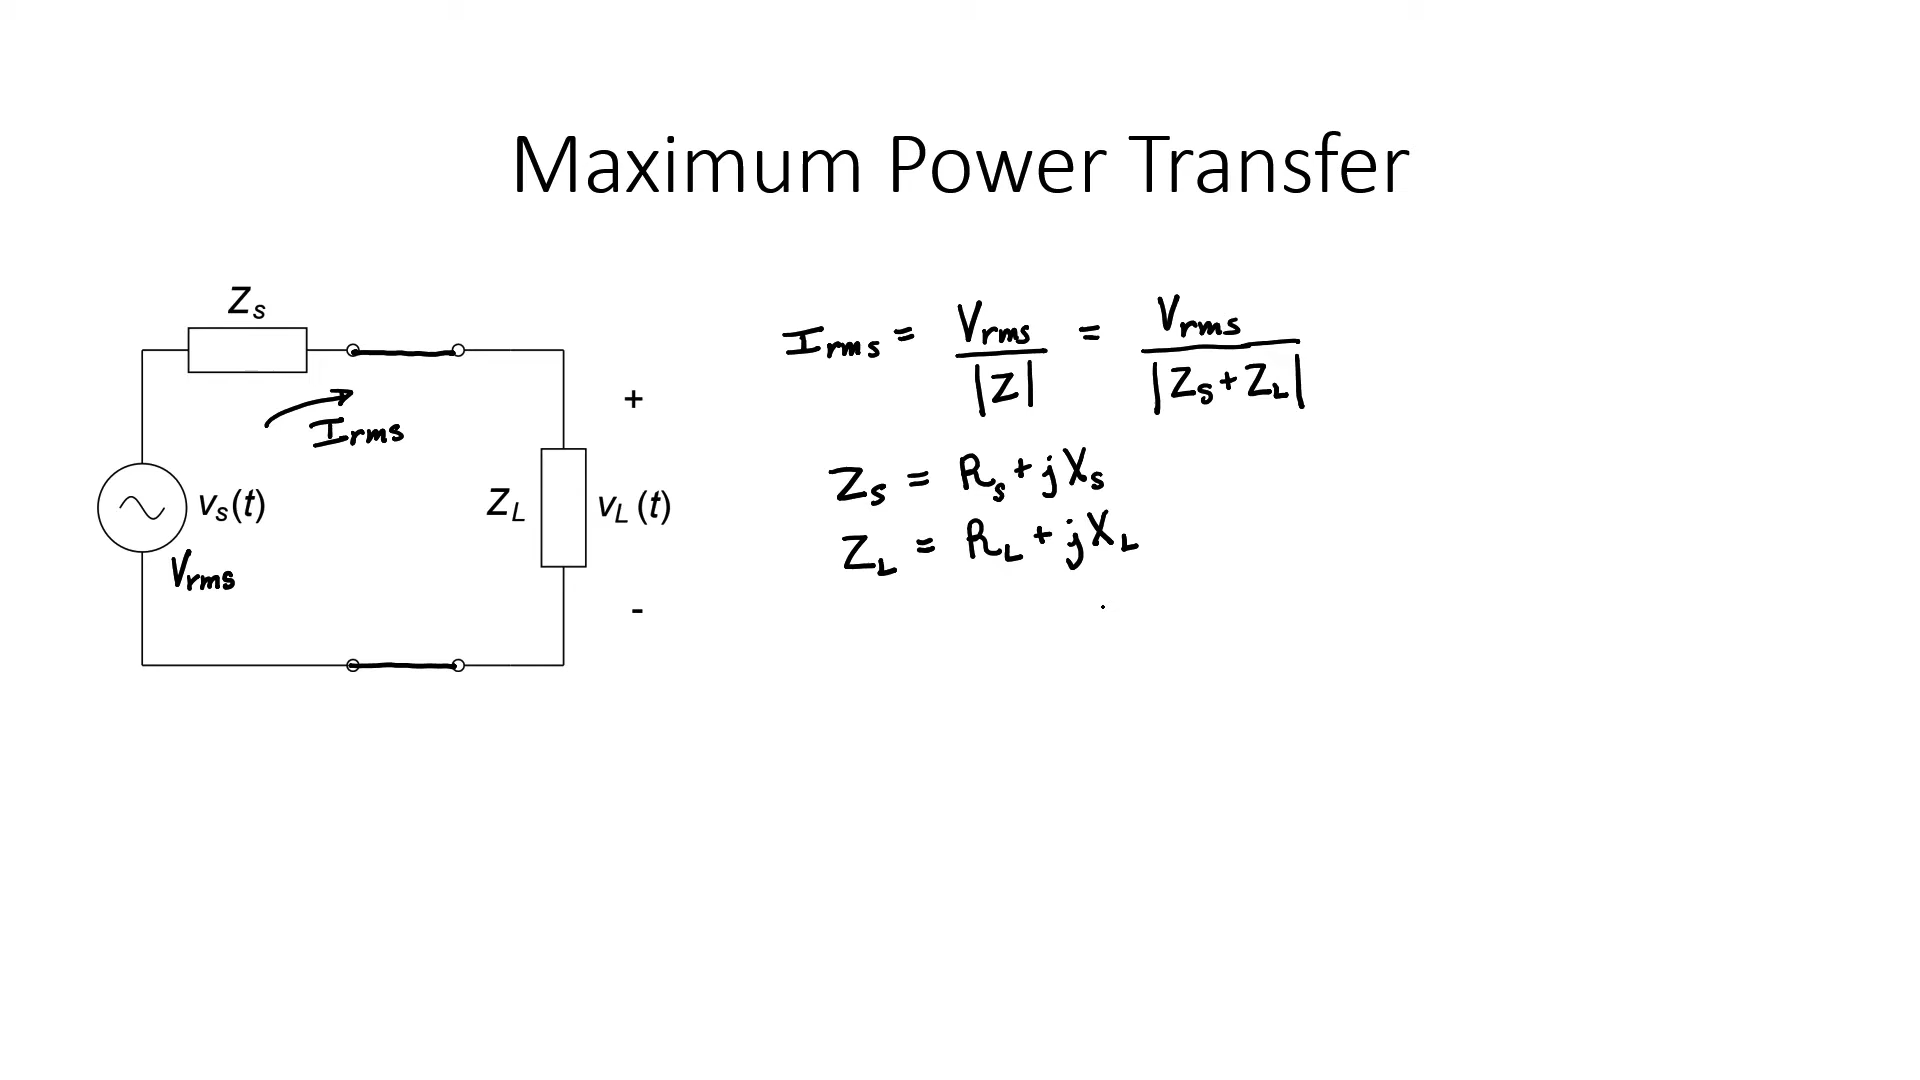 Maximum Power Transfer
Zs
Irms
vs(t)
Vrms
ZL
+
vL(t)
-
Irms = Vrms / |Z| = Vrms / |Zs + ZL|
Zs = Rs + jXs
ZL = RL + jXL